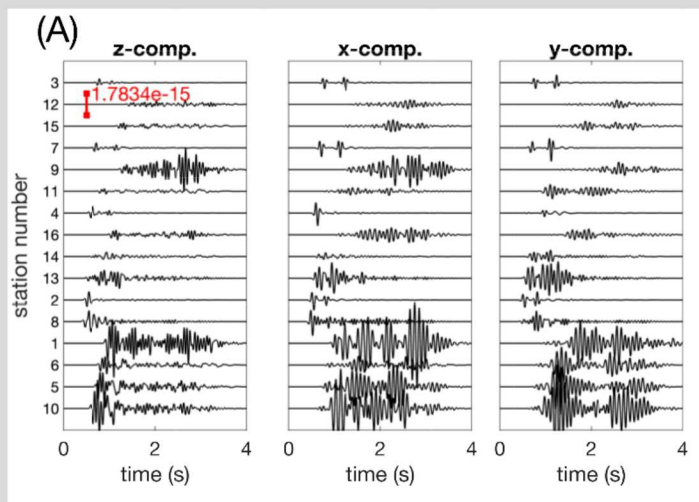 (A)
z-comp. x-comp. y-comp.
station number
3
1.7834e-15
12
15
7
9
11
4
16
14
13
2
8
1
6
5
10
0 2 4 0 2 4 0 2 4
time (s) time (s) time (s)